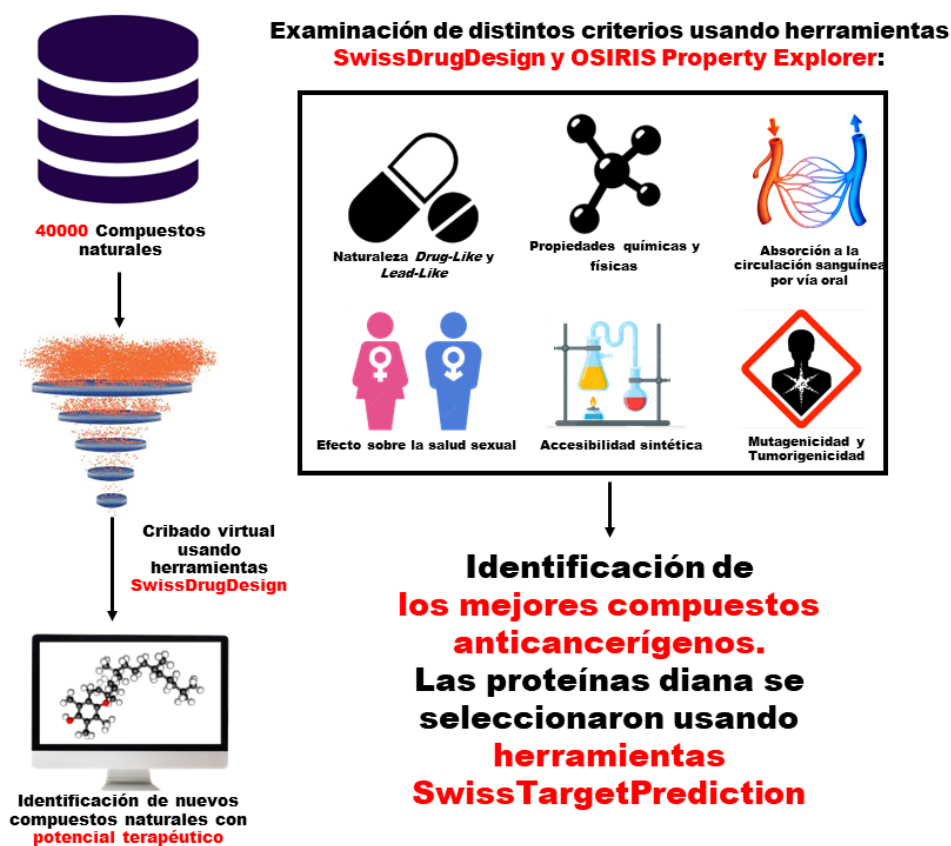 40000 Compuestos
naturales
Cribado virtual
usando
herramientas
SwissDrugDesign
Identificación de nuevos
compuestos naturales con
potencial terapéutico
Examinación de distintos criterios usando herramientas
SwissDrugDesign y OSIRIS Property Explorer:
Naturaleza Drug-Like y
Lead-Like
Propiedades químicas y
físicas
Absorción a la
circulación sanguínea
por vía oral
Efecto sobre la salud sexual
Accesibilidad sintética
Mutagenicidad y
Tumorigenicidad
Identificación de
los mejores compuestos
anticancerígenos.
Las proteínas diana se
seleccionaron usando
herramientas
SwissTargetPrediction